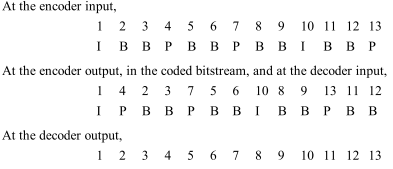 At the encoder input,
1 2 3 4 5 6 7 8 9 10 11 12 13
I B B P B B P B B I B B P
At the encoder output, in the coded bitstream, and at the decoder input,
1 4 2 3 7 5 6 10 8 9 13 11 12
I P B B P B B I B B P B B
At the decoder output,
1 2 3 4 5 6 7 8 9 10 11 12 13